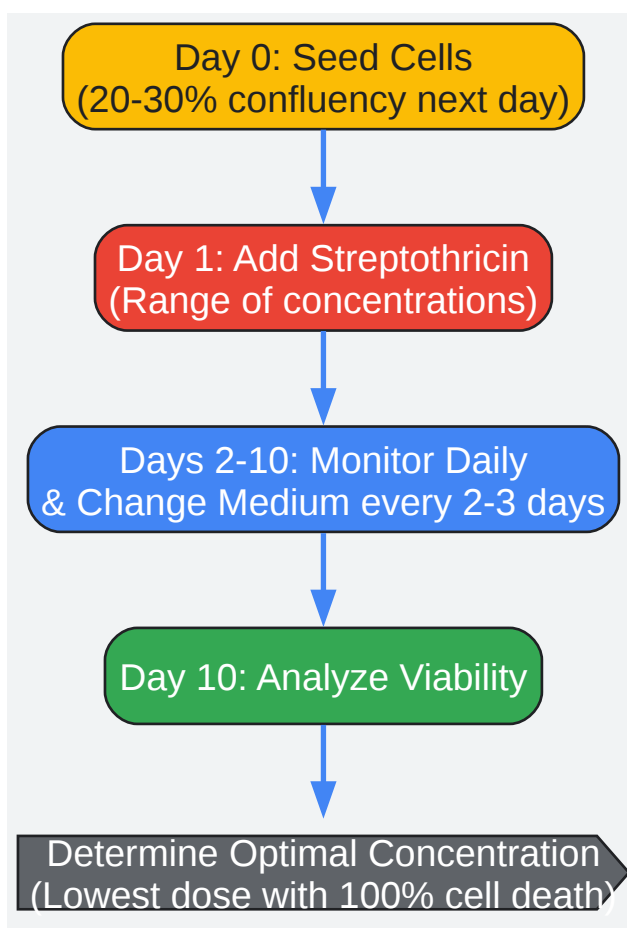 Day 0: Seed Cells
(20-30% confluency next day)
Day 1: Add Streptothricin
(Range of concentrations)
Days 2-10: Monitor Daily
& Change Medium every 2-3 days
Day 10: Analyze Viability
Determine Optimal Concentration
(Lowest dose with 100% cell death)